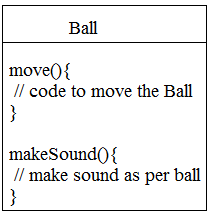 Ball
move(){
// code to move the Ball
}
makeSound(){
// make sound as per ball
}